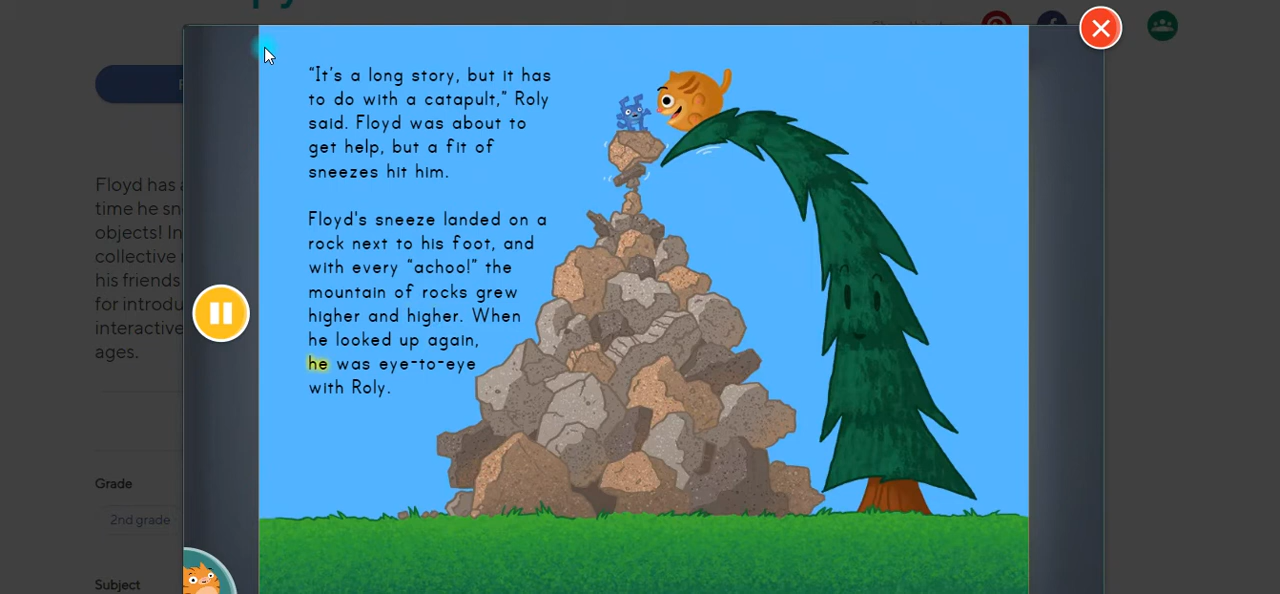 "It's a long story, but it has
to do with a catapult," Roly
said. Floyd was about to
get help, but a fit of
sneezes hit him.
Floyd's sneeze landed on a
rock next to his foot, and
with every "achoo!" the
mountain of rocks grew
higher and higher. When
he looked up again,
he was eye-to-eye
with Roly.
Floyd has
time he
objects! In
collective
his friends
for
interactive
ages.
Grade
2nd grade
Subject